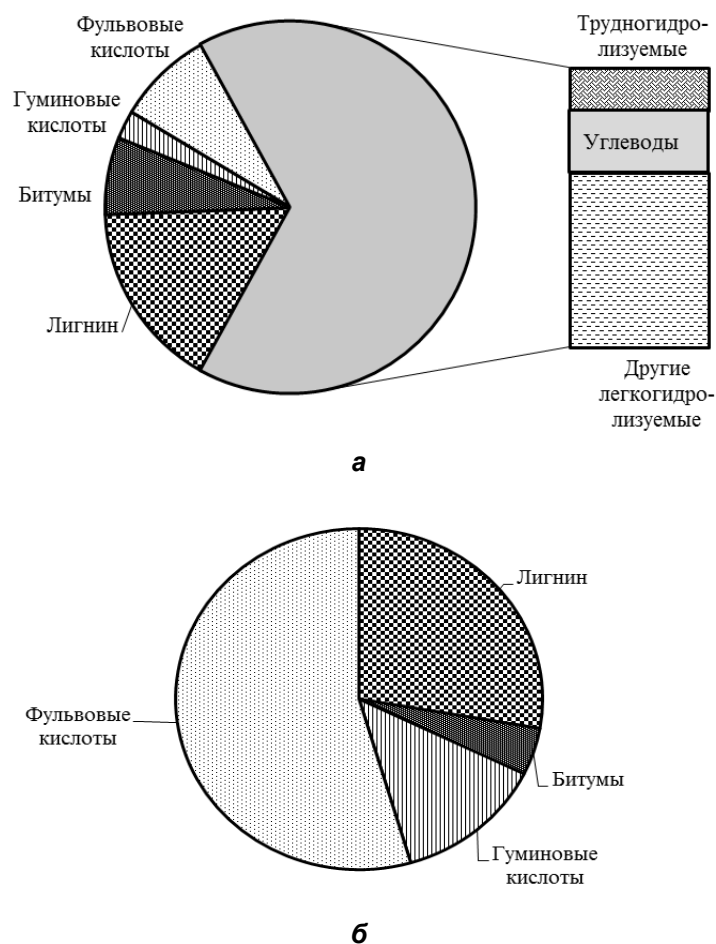 Фульвовые
кислоты
Гуминовые
кислоты
Битумы
Лигнин
Трудногидро-
лизуемые
Углеводы
Другие
легкогидро-
лизуемые
а
Лигнин
Фульвовые
кислоты
Битумы
Гуминовые
кислоты
б